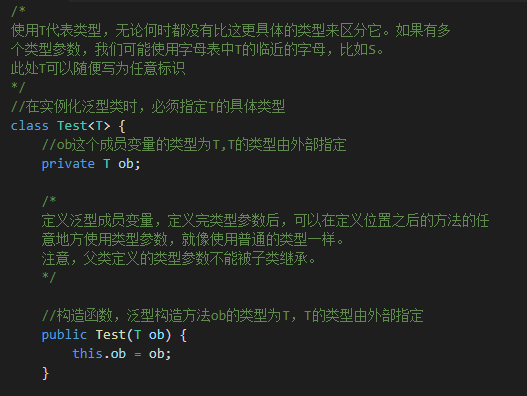 /*
使用T代表类型，无论何时都没有比这更具体的类型来区分它。如果有多
个类型参数，我们可能使用字母表中T的临近的字母，比如S。
此处T可以随便写为任意标识
*/
//在实例化泛型类时，必须指定T的具体类型
class Test<T> {
//ob这个成员变量的类型为T,T的类型由外部指定
private T ob;
/*
定义泛型成员变量，定义完类型参数后，可以在定义位置之后的方法的任
意地方使用类型参数，就像使用普通的类型一样。
注意，父类定义的类型参数不能被子类继承。
*/
//构造函数，泛型构造方法ob的类型为T，T的类型由外部指定
public Test(T ob) {
this.ob = ob;
}